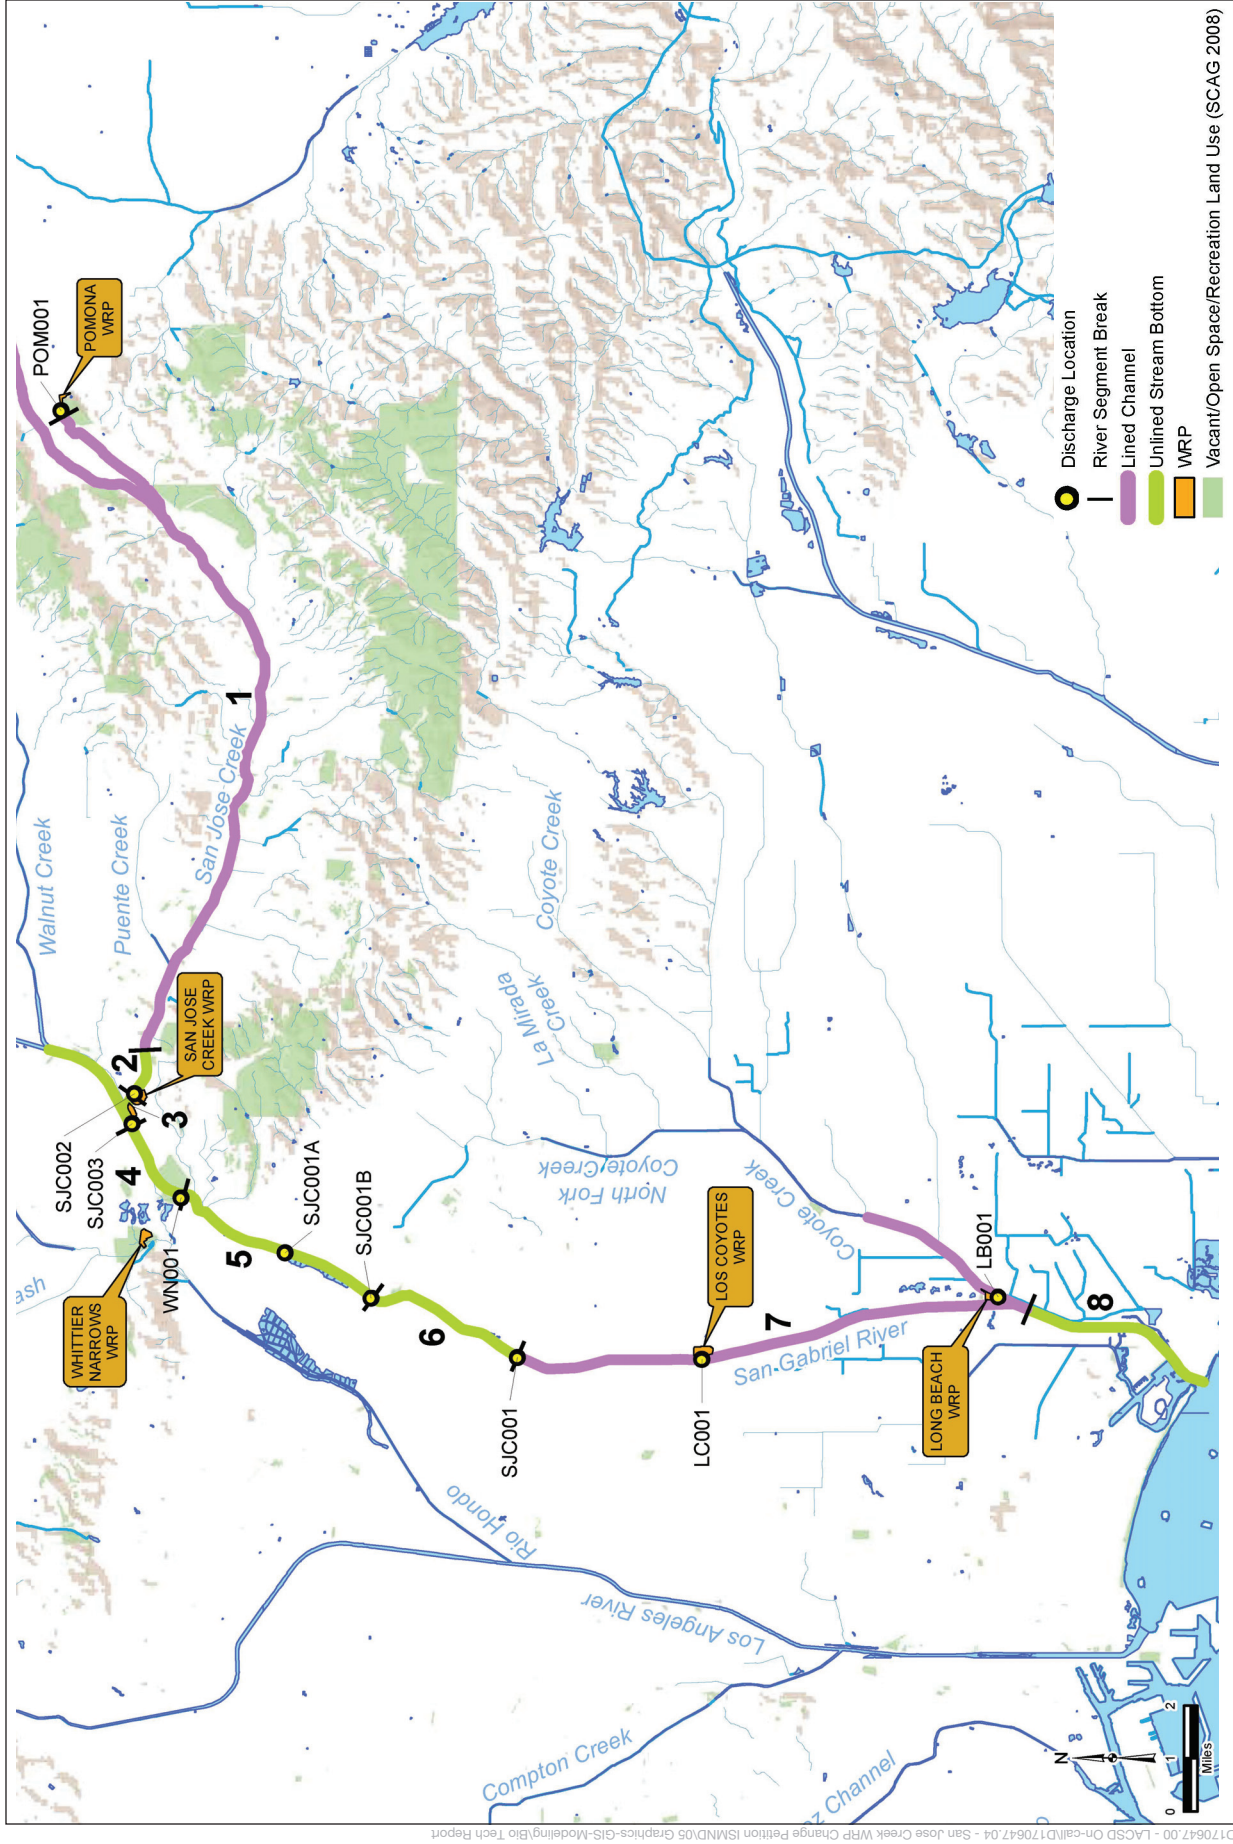 POM001
POMONA
WRP
Walnut Creek
Puente Creek
San Jose Creek
1
SAN JOSE
CREEK WRP
2
3
4
SJC002
SJC003
WHITTIER
NARROWS
WRP
WN001
ash
5
SJC001A
SJC001B
6
SJC001
La Mirada
Creek
Coyote Creek
North Fork
Coyote Creek
Coyote Creek
LOS COYOTES
WRP
LC001
7
San Gabriel River
LONG BEACH
WRP
LB001
8
Rio Hondo
Los Angeles River
Compton Creek
ez Channel
N
0 1 2
Miles
Discharge Location
River Segment Break
Lined Channel
Unlined Stream Bottom
WRP
Vacant/Open Space/Recreation Land Use (SCAG 2008)
D170647.00 - LACSD On-call\D170647.04 - San Jose Creek WRP Change Petition ISMND\05 Graphics-GIS-Modeling\Bio Tech Report